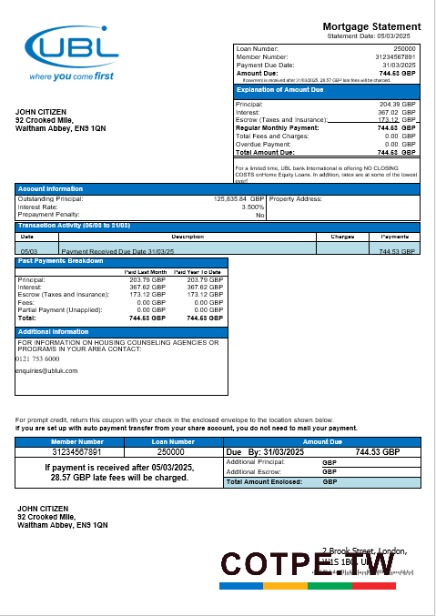 Mortgage Statement
Statement Date: 05/03/2025
UBL
where you come first
Loan Number: 250000
Member Number: 31234567891
Payment Due Date: 31/03/2025
Amount Due: 744.53 GBP
If payment is received after 05/03/2025, 28.57 GBP late fees will be charged.
Explanation of Amount Due
Principal: 204.39 GBP
Interest: 367.02 GBP
Escrow (Taxes and Insurance): 173.12 GBP
Regular Monthly Payment: 744.53 GBP
Total Fees and Charges: 0.00 GBP
Overdue Payment: 0.00 GBP
Total Amount Due: 744.53 GBP
JOHN CITIZEN
92 Crooked Mile,
Waltham Abbey, EN9 1QN
For a limited time, UBL bank International is offering NO CLOSING
COSTS onHome Equity Loans. In addition, rates are at some of the lowest
ever!
Account Information
Outstanding Principal: 125,835.84 GBP
Property Address:
Interest Rate: 3.500%
Prepayment Penalty: No
Transaction Activity
Date Description Charges Payments
05/03 Payment Received Due Date 31/03/25 744.53 GBP
Past Payments Breakdown
Paid Last Month Paid Year To Date
Principal: 203.79 GBP 203.79 GBP
Interest: 367.62 GBP 367.62 GBP
Escrow (Taxes and Insurance): 173.12 GBP 173.12 GBP
Fees: 0.00 GBP 0.00 GBP
Partial Payment (Unapplied): 0.00 GBP 0.00 GBP
Total: 744.53 GBP 744.53 GBP
Additional Information
FOR INFORMATION ON HOUSING COUNSELING AGENCIES OR
PROGRAMS IN YOUR AREA CONTACT:
0121 753 6000
enquiries@ubluk.com
For prompt credit, return this coupon with your check in the enclosed envelope to the location shown below.
If you are set up with auto payment transfer from your share account, you do not need to mail your payment.
Member Number Loan Number Amount Due
31234567891 250000 Due By: 31/03/2025 744.53 GBP
If payment is received after 05/03/2025,
28.57 GBP late fees will be charged.
Additional Principal: GBP
Additional Escrow: GBP
Total Amount Enclosed: GBP
JOHN CITIZEN
92 Crooked Mile,
Waltham Abbey, EN9 1QN
2 Brook Street, London,
COTPE.TW